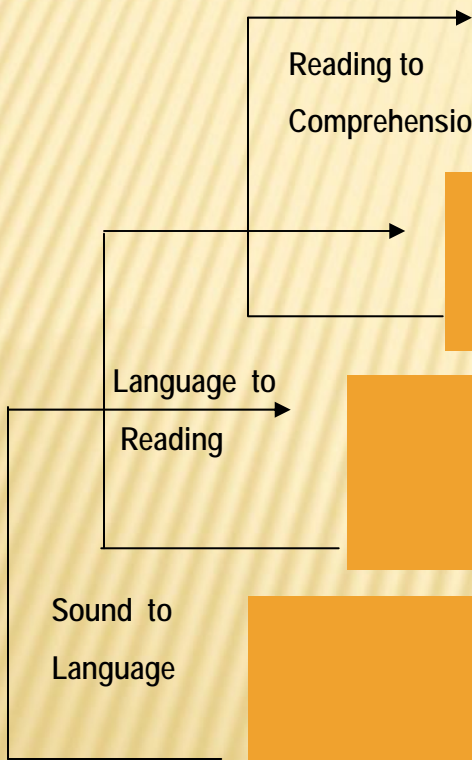 Reading to
Comprehensio
Language to
Reading
Sound to
Language